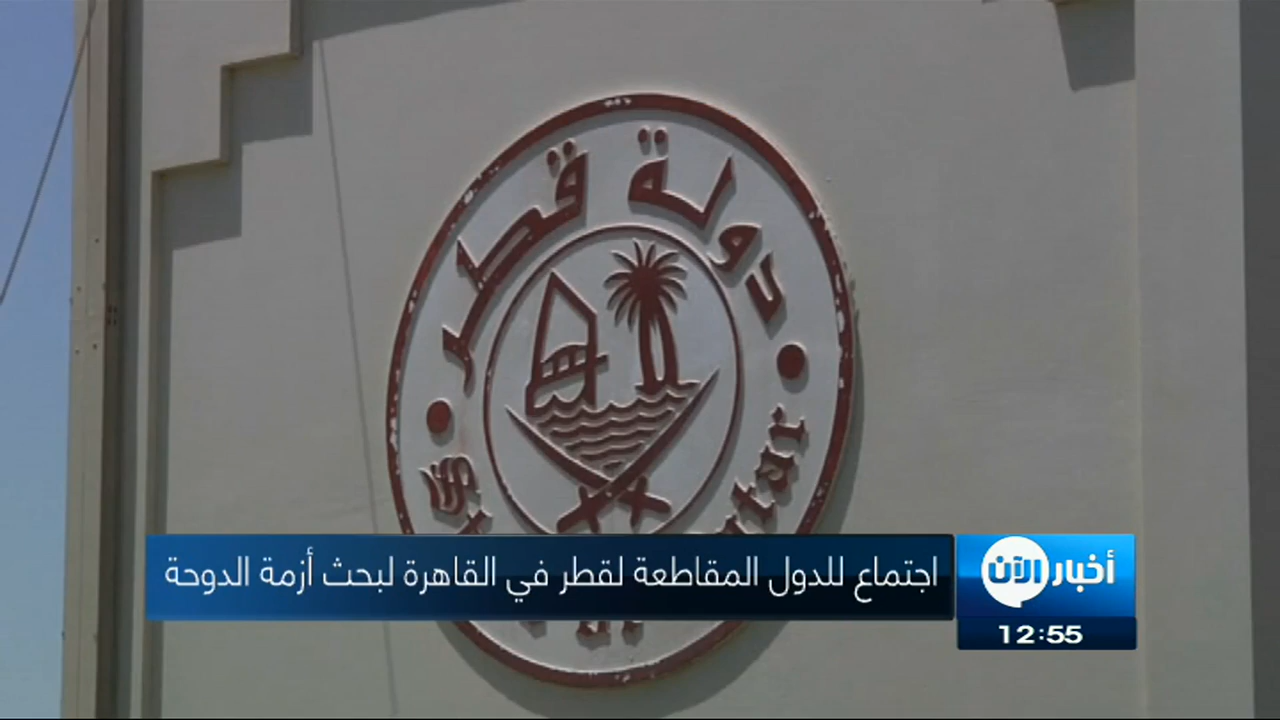 دولة قطر
اجتماع للدول المقاطعة لقطر في القاهرة لبحث أزمة الدوحة
أخبار الآن
12:55